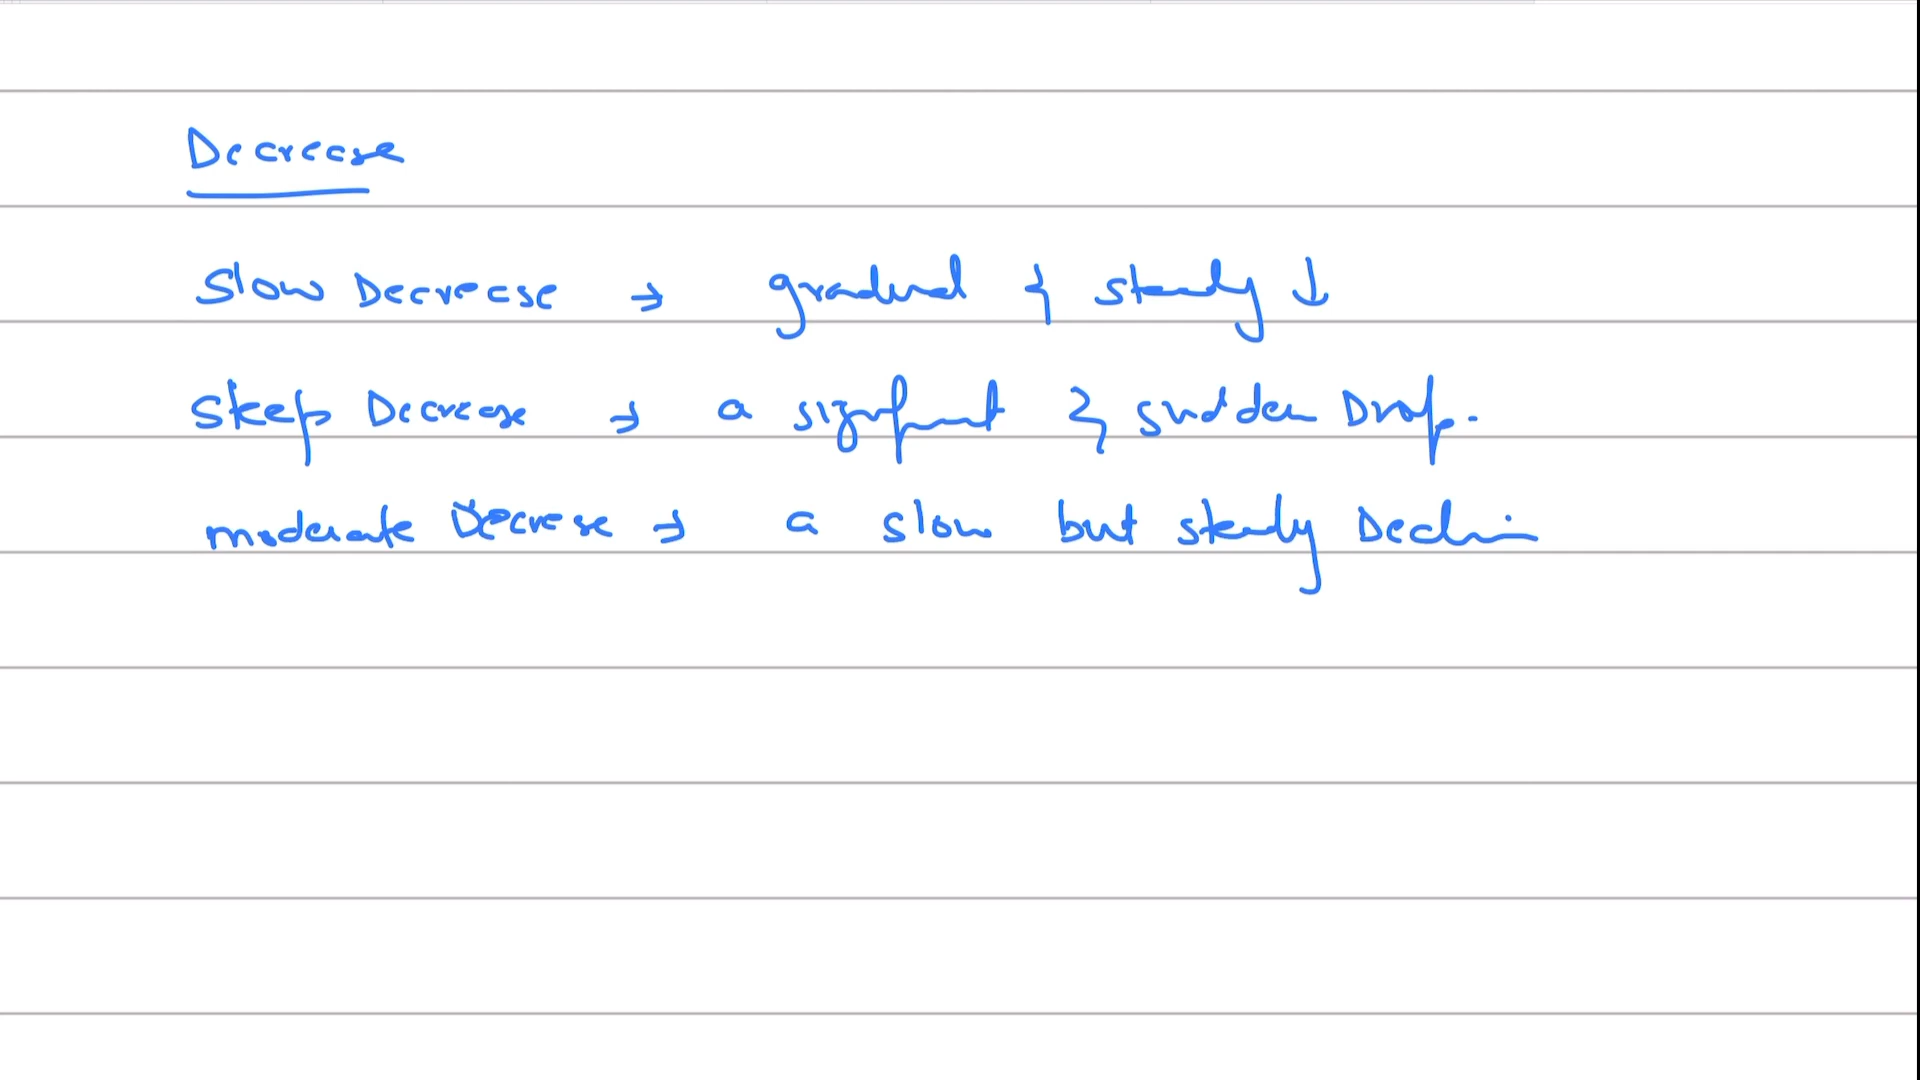 Decrease
Slow Decrease → gradual & steady ↓
Steep Decrease → a significant & sudden Drop.
moderate Decrease → a slow but steady Decline